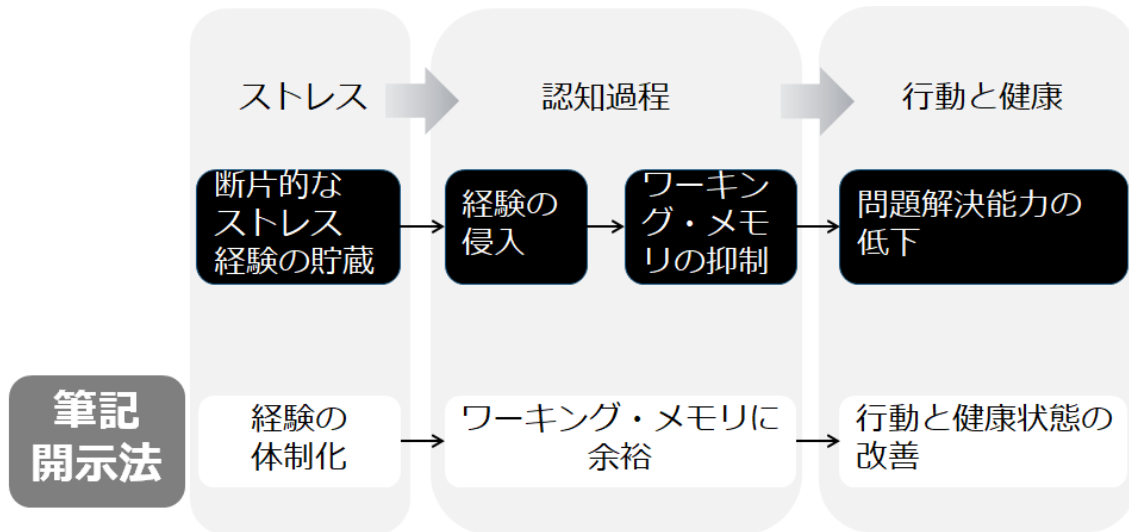 ストレス
認知過程
行動と健康
断片的な
ストレス
経験の貯蔵
経験の
侵入
ワーキン
グ・メモ
リの抑制
問題解決能力の
低下
筆記
開示法
経験の
体制化
ワーキング・メモリに
余裕
行動と健康状態の
改善